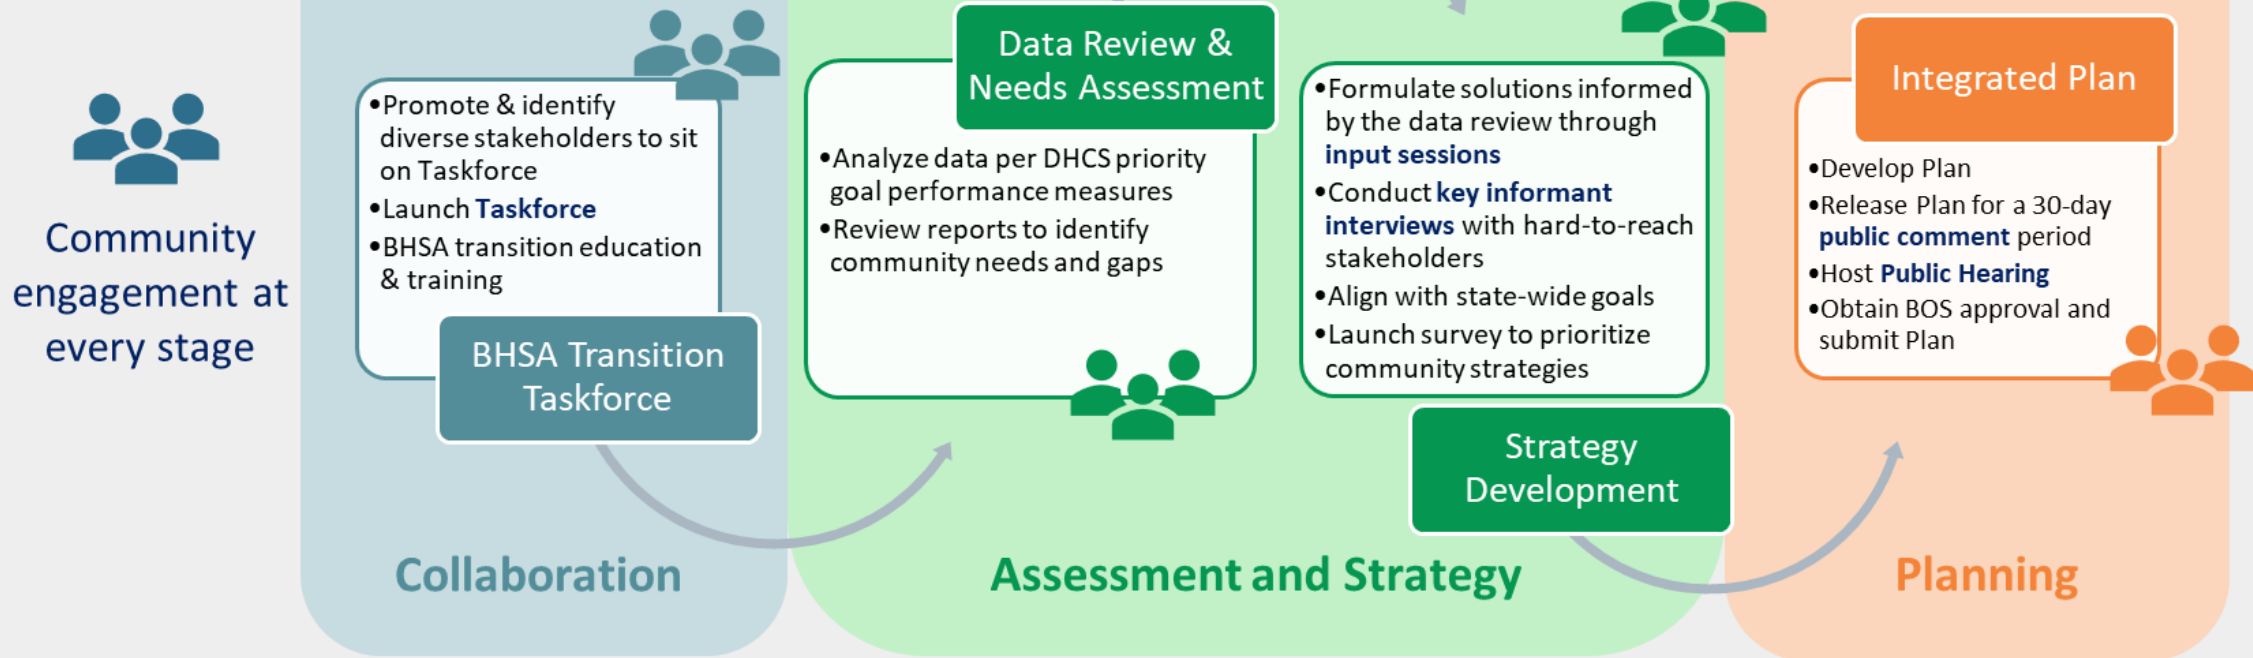 Community
engagement at
every stage
•Promote & identify
diverse stakeholders to sit
on Taskforce
•Launch Taskforce
•BHSA transition education
& training
BHSA Transition
Taskforce
Collaboration
Data Review &
Needs Assessment
•Analyze data per DHCS priority
goal performance measures
•Review reports to identify
community needs and gaps
•Formulate solutions informed
by the data review through
input sessions
•Conduct key informant
interviews with hard-to-reach
stakeholders
•Align with state-wide goals
•Launch survey to prioritize
community strategies
Strategy
Development
Assessment and Strategy
Integrated Plan
•Develop Plan
•Release Plan for a 30-day
public comment period
•Host Public Hearing
•Obtain BOS approval and
submit Plan
Planning